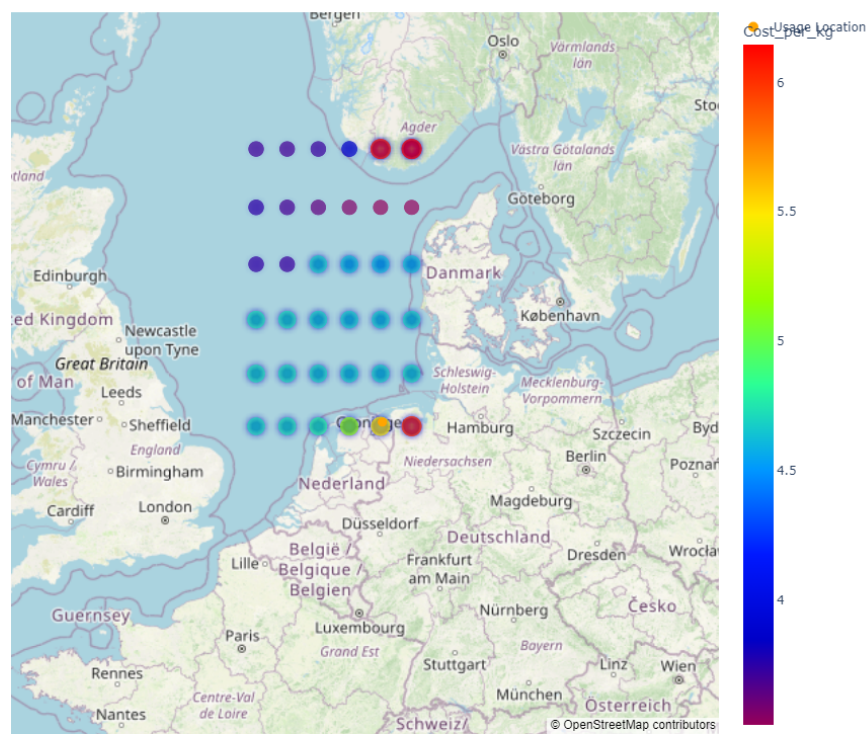 Bergen
Oslo
Värmlands
län
Sto
Agder
Västra Götalands
län
tland
Göteborg
Edinburgh
Danmark
København
ed Kingdom
Newcastle
upon Tyne
Great Britain
of Man
Leeds
Schleswig-
Holstein
Mecklenburg-
Vorpommern
Manchester
Sheffield
Hamburg
Szczecin
Byd
England
Cymru /
Wales
Birmingham
Niedersachsen
Berlin
Poznań
Nederland
Magdeburg
Cardiff
London
Düsseldorf
Deutschland
België /
Belgique /
Belgien
Lille
Frankfurt
am Main
Dresden
Wrocła
Guernsey
Luxembourg
Nürnberg
Česko
Paris
Grand Est
Bayern
Stuttgart
Linz
Wien
Rennes
München
Centre-Val
de Loire
Nantes
Österreich
Schweiz/
© OpenStreetMap contributors
Usage Location
Cost_per_kg
6
5.5
5
4.5
4